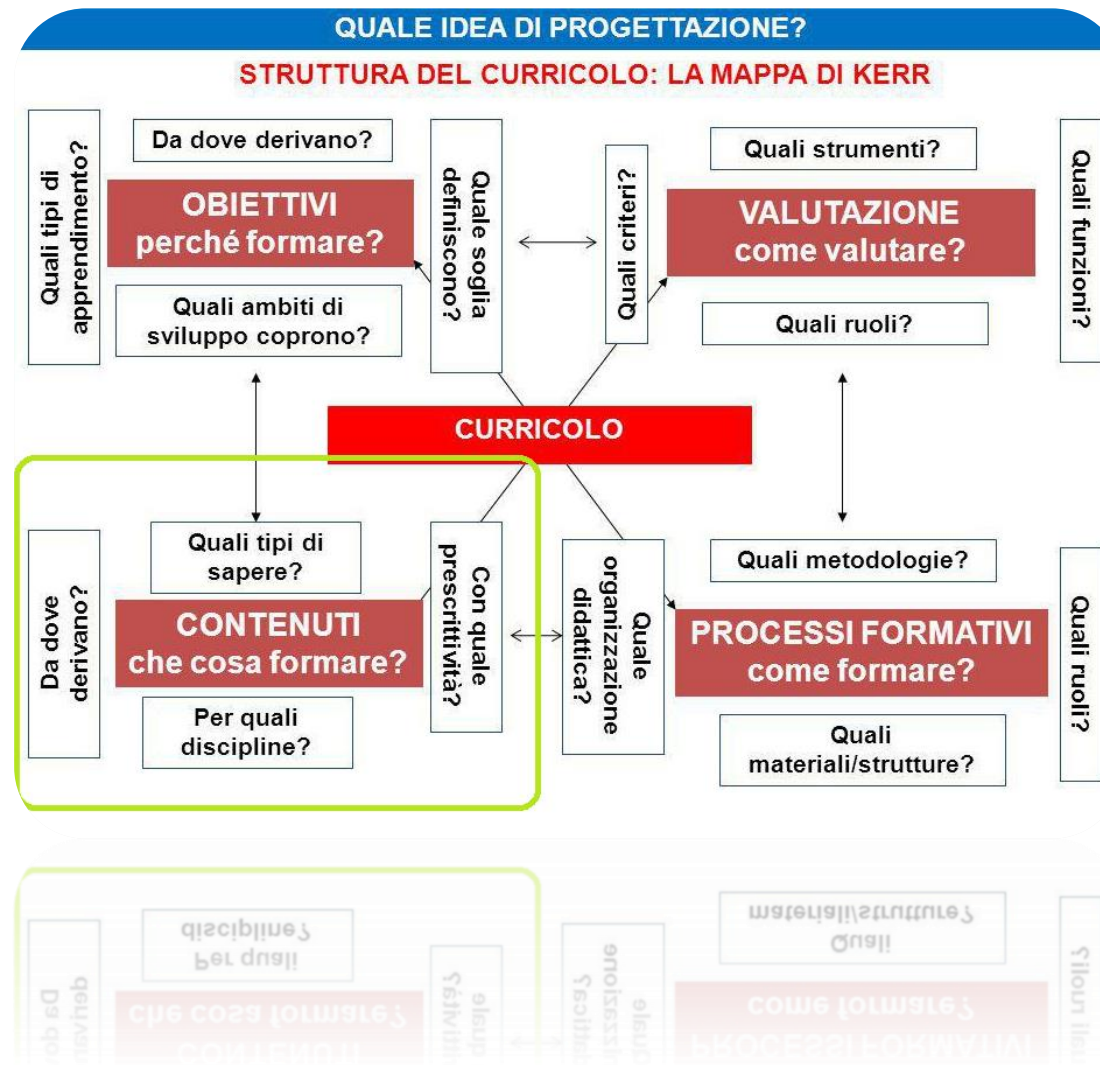 QUALE IDEA DI PROGETTAZIONE?
STRUTTURA DEL CURRICOLO: LA MAPPA DI KERR
Quali tipi di
apprendimento?
Da dove derivano?
OBIETTIVI
perché formare?
Quali ambiti di
sviluppo coprono?
Quale soglia
definiscono?
Quali criteri?
Quali strumenti?
VALUTAZIONE
come valutare?
Quali ruoli?
Quali funzioni?
CURRICOLO
Da dove
derivano?
Quali tipi di
sapere?
CONTENUTI
che cosa formare?
Per quali
discipline?
Con quale
prescrittività?
Quale
organizzazione
didattica?
Quali metodologie?
PROCESSI FORMATIVI
come formare?
Quali
materiali/strutture?
Quali ruoli?